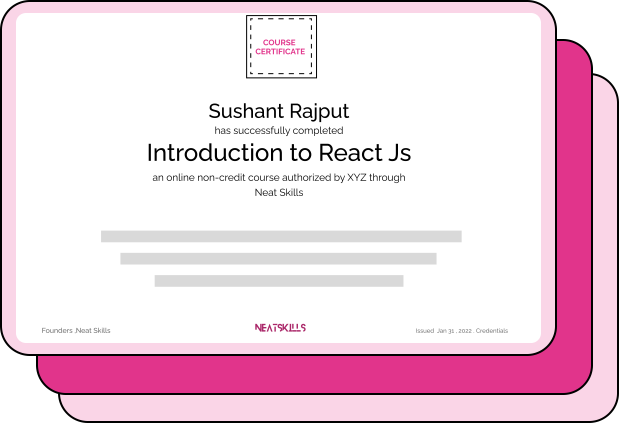 COURSE
CERTIFICATE
Sushant Rajput
has successfully completed
Introduction to React Js
an online non-credit course authorized by XYZ through
Neat Skills
Founders .Neat Skills
NEATSKILLS
Issued Jan 31 . 2022 . Credentials